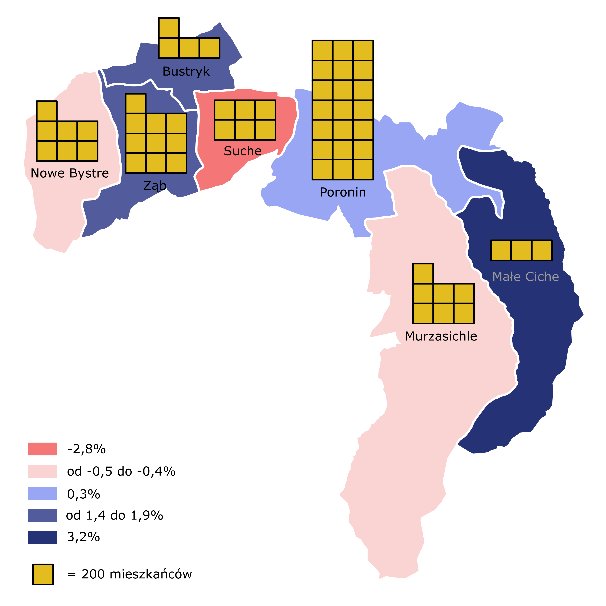 Bustryk
Nowe Bystre
Ząb
Suche
Poronin
Małe Ciche
Murzasichle
-2,8%
od -0,5 do -0,4%
0,3%
od 1,4 do 1,9%
3,2%
= 200 mieszkańców